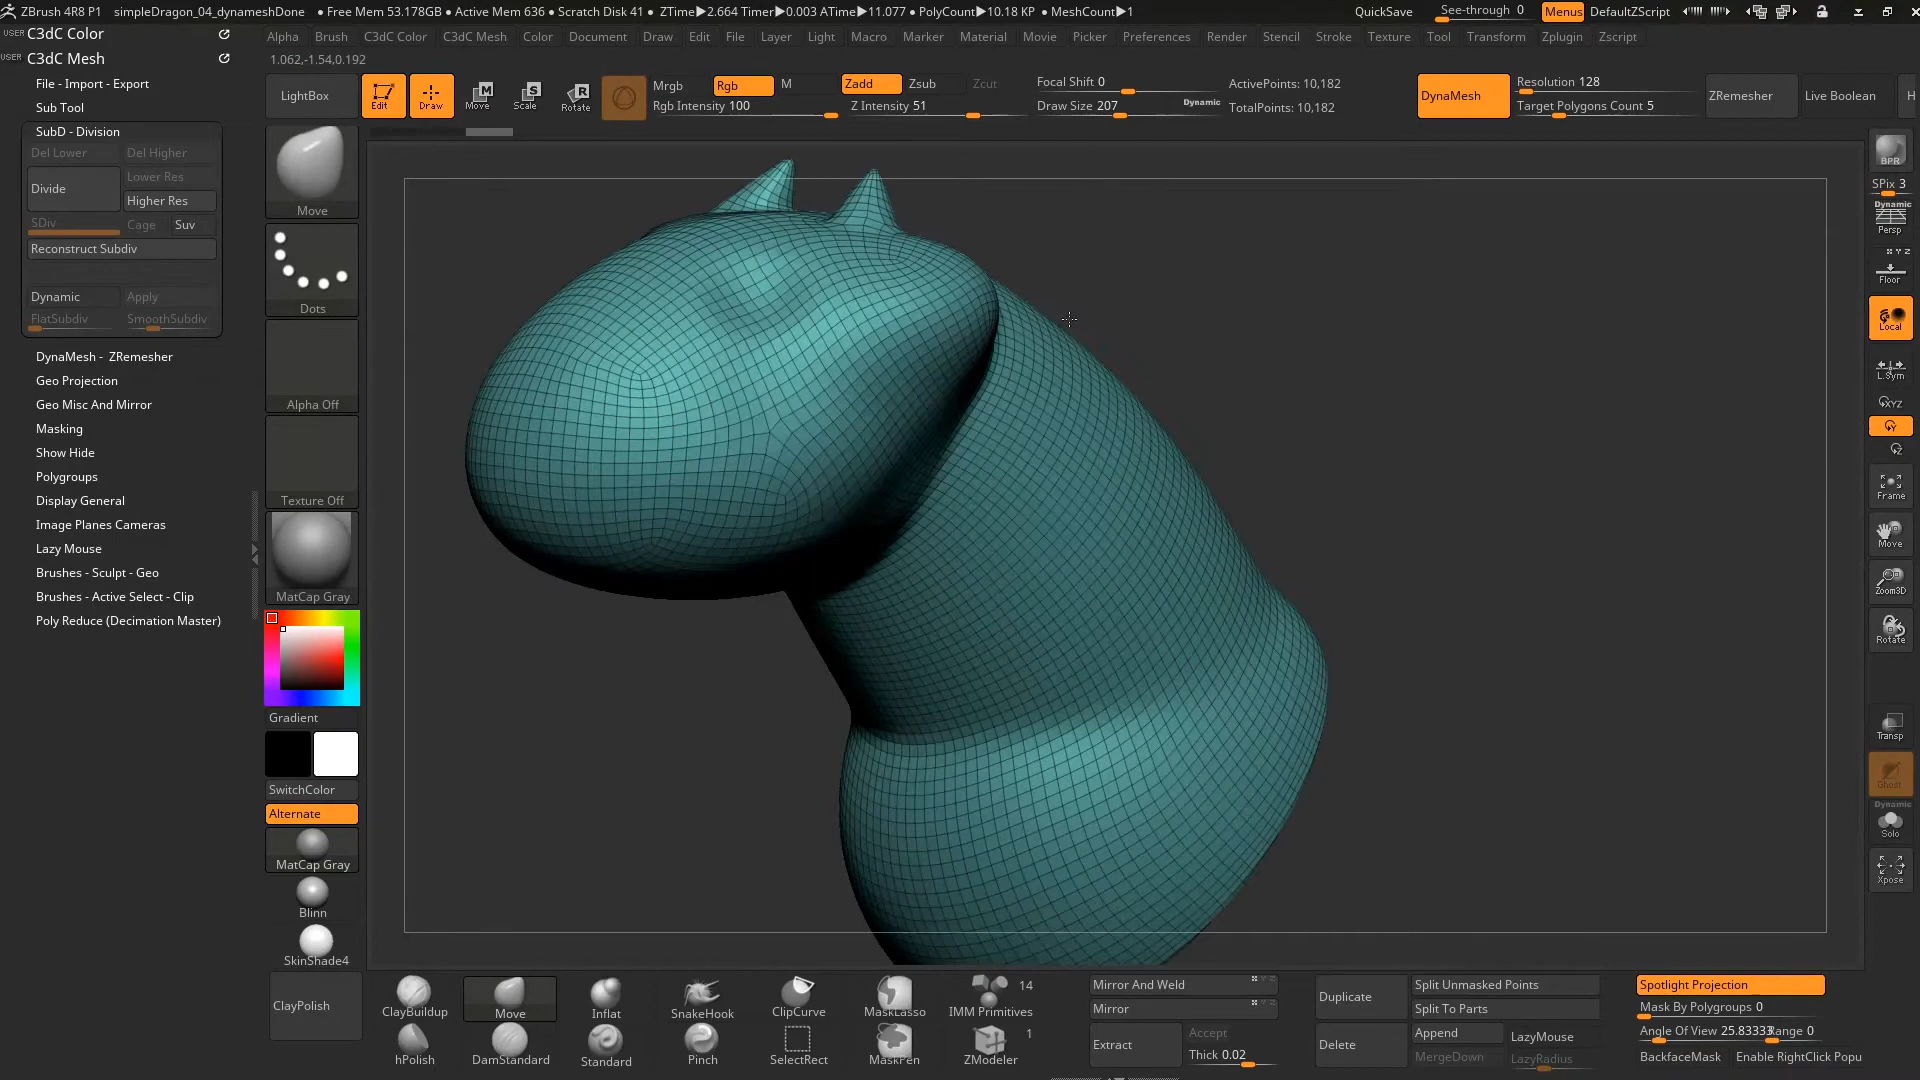 ZBrush 4R8 P1 simpleDragon_04_dynameshDone ● Free Mem 53.178GB ● Active Mem 636 ● Scratch Disk 41 ● ZTime▶2.664 Timer▶0.003 ATime▶11.077 ● PolyCount▶10.18 KP ● MeshCount▶1 QuickSave See-through 0 Menus DefaultZScript
USER C3dC Color
Alpha Brush C3dC Color C3dC Mesh Color Document Draw Edit File Layer Light Macro Marker Material Movie Picker Preferences Render Stencil Stroke Texture Tool Transform Zplugin Zscript
USER C3dC Mesh
1.062,-1.54,0.192
File - Import - Export
Sub Tool
SubD - Division
Del Lower Del Higher
Divide
Lower Res
Higher Res
SDiv Cage Suv
Reconstruct Subdiv
Dynamic Apply
FlatSubdiv SmoothSubdiv
DynaMesh - ZRemesher
Geo Projection
Geo Misc And Mirror
Masking
Show Hide
Polygroups
Display General
Image Planes Cameras
Lazy Mouse
Brushes - Sculpt - Geo
Brushes - Active Select - Clip
Poly Reduce (Decimation Master)
LightBox
Edit
Draw
M
Move
S
Scale
R
Rotate
Mrgb Rgb M
Rgb Intensity 100
Zadd Zsub Zcut
Z Intensity 51
Focal Shift 0
Draw Size 207
Dynamic
ActivePoints: 10,182
TotalPoints: 10,182
DynaMesh
Resolution 128
Target Polygons Count 5
ZRemesher
Live Boolean
H
Move
Dots
Alpha Off
Texture Off
MatCap Gray
Gradient
SwitchColor
Alternate
MatCap Gray
Blinn
SkinShade4
BPR
SPix 3
Dynamic
Persp
X Y Z
Floor
Local
L.Sym
XYZ
Y
Z
Frame
Move
Zoom3D
Rotate
Transp
Ghost
Dynamic
Solo
Xpose
ClayPolish
ClayBuildup
Move
Inflat
SnakeHook
ClipCurve
MaskLasso
14
IMM Primitives
hPolish
DamStandard
Standard
Pinch
SelectRect
MaskPen
1
ZModeler
Mirror And Weld
Mirror
Extract
Accept
Thick 0.02
Duplicate
Delete
Split Unmasked Points
Split To Parts
Append
MergeDown
LazyMouse
LazyRadius
Spotlight Projection
Mask By Polygroups 0
Angle Of View 25.83333 Range 0
BackfaceMask Enable RightClick Popu